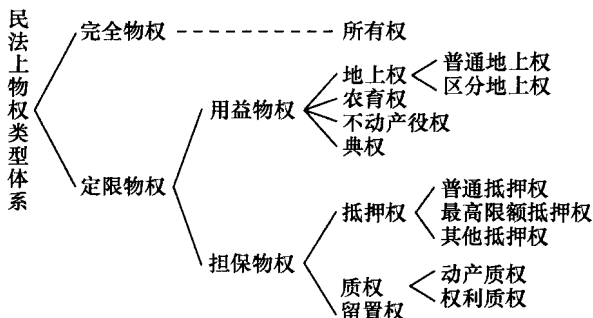 民法上物权类型体系
完全物权 所有权
定限物权
用益物权
地上权
普通地上权
区分地上权
农育权
不动产役权
典权
担保物权
抵押权
普通抵押权
最高限额抵押权
其他抵押权
质权
动产质权
权利质权
留置权